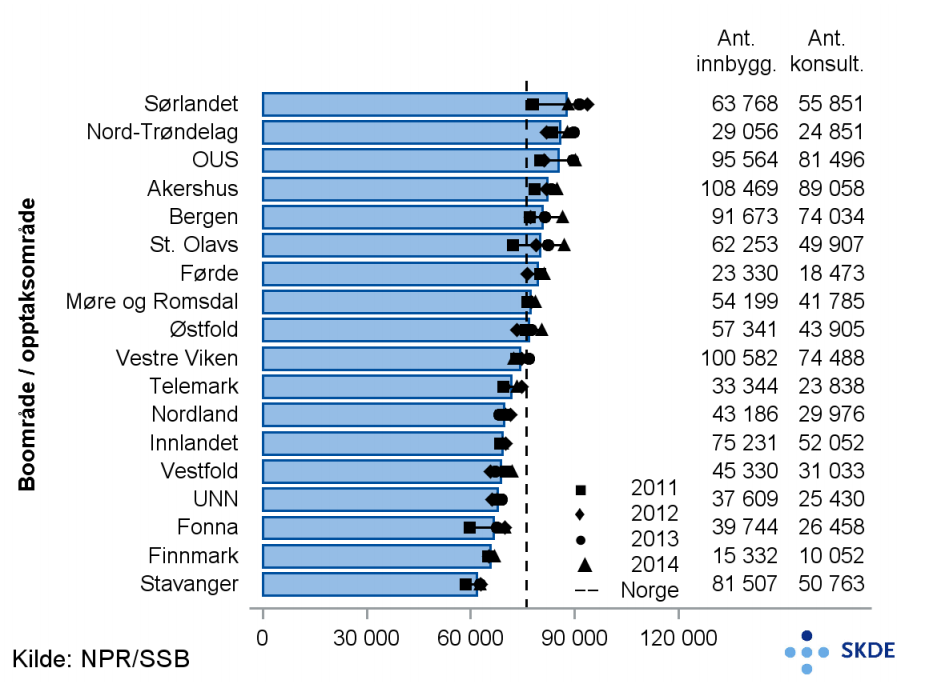 Ant. Ant.
innbygg. konsult.
Boområde / opptaksområde
Sørlandet 63 768 55 851
Nord-Trøndelag 29 056 24 851
OUS 95 564 81 496
Akershus 108 469 89 058
Bergen 91 673 74 034
St. Olavs 62 253 49 907
Førde 23 330 18 473
Møre og Romsdal 54 199 41 785
Østfold 57 341 43 905
Vestre Viken 100 582 74 488
Telemark 33 344 23 838
Nordland 43 186 29 976
Innlandet 75 231 52 052
Vestfold 45 330 31 033
UNN 37 609 25 430
Fonna 39 744 26 458
Finnmark 15 332 10 052
Stavanger 81 507 50 763
2011
2012
2013
2014
Norge
0 30 000 60 000 90 000 120 000
Kilde: NPR/SSB
SKDE